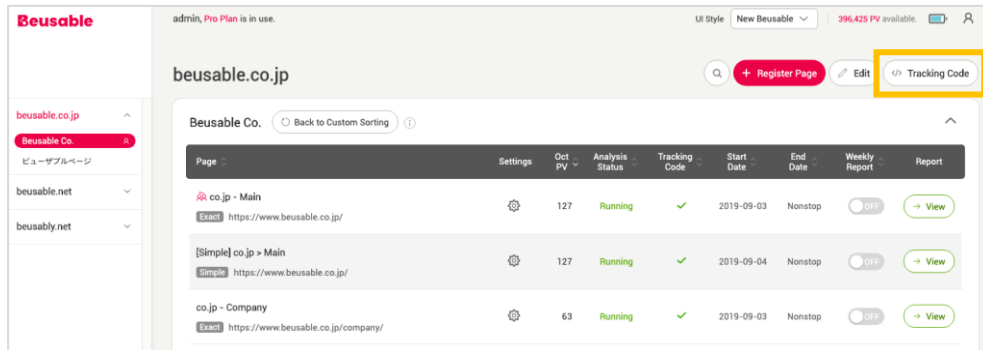 Beusable
admin, Pro Plan is in use.
UI Style New Beusable 396,425 PV available.
beusable.co.jp
+ Register Page Edit </> Tracking Code
beusable.co.jp
Beusable Co.
ビューザブルページ
beusable.net
beusably.net
Beusable Co. Back to Custom Sorting
Page Settings Oct PV Analysis Status Tracking Code Start Date End Date Weekly Report Report
co.jp - Main
Exact https://www.beusable.co.jp/
127 Running 2019-09-03 Nonstop OFF → View
[Simple] co.jp > Main
Simple https://www.beusable.co.jp/
127 Running 2019-09-04 Nonstop OFF → View
co.jp - Company
Exact https://www.beusable.co.jp/company/
63 Running 2019-09-03 Nonstop OFF → View